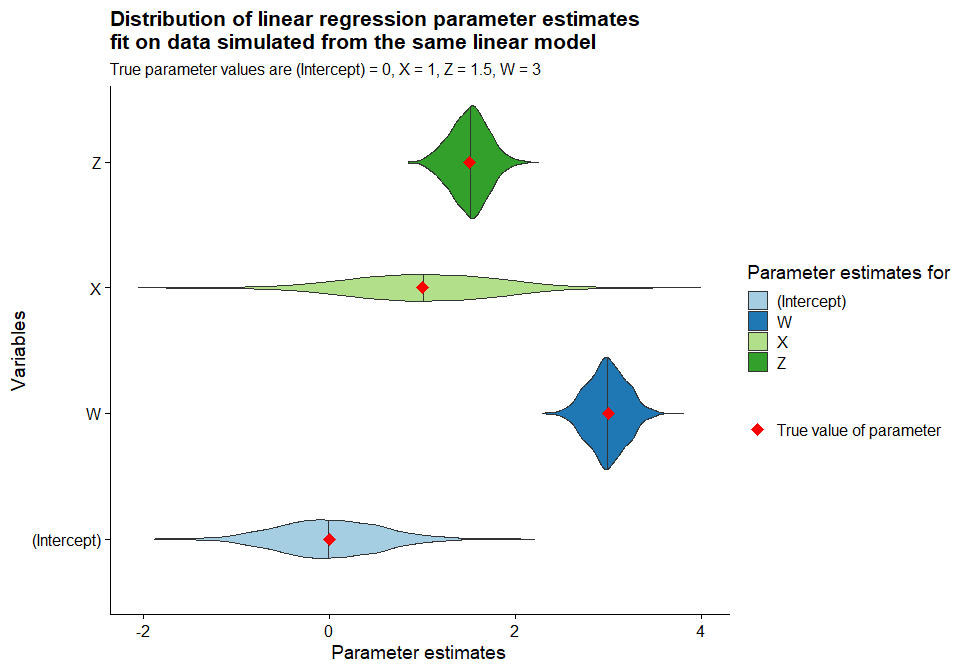 Distribution of linear regression parameter estimates
fit on data simulated from the same linear model
True parameter values are (Intercept) = 0, X = 1, Z = 1.5, W = 3
Variables
Z
X
W
(Intercept)
-2
0
2
4
Parameter estimates
Parameter estimates for
(Intercept)
W
X
Z
True value of parameter